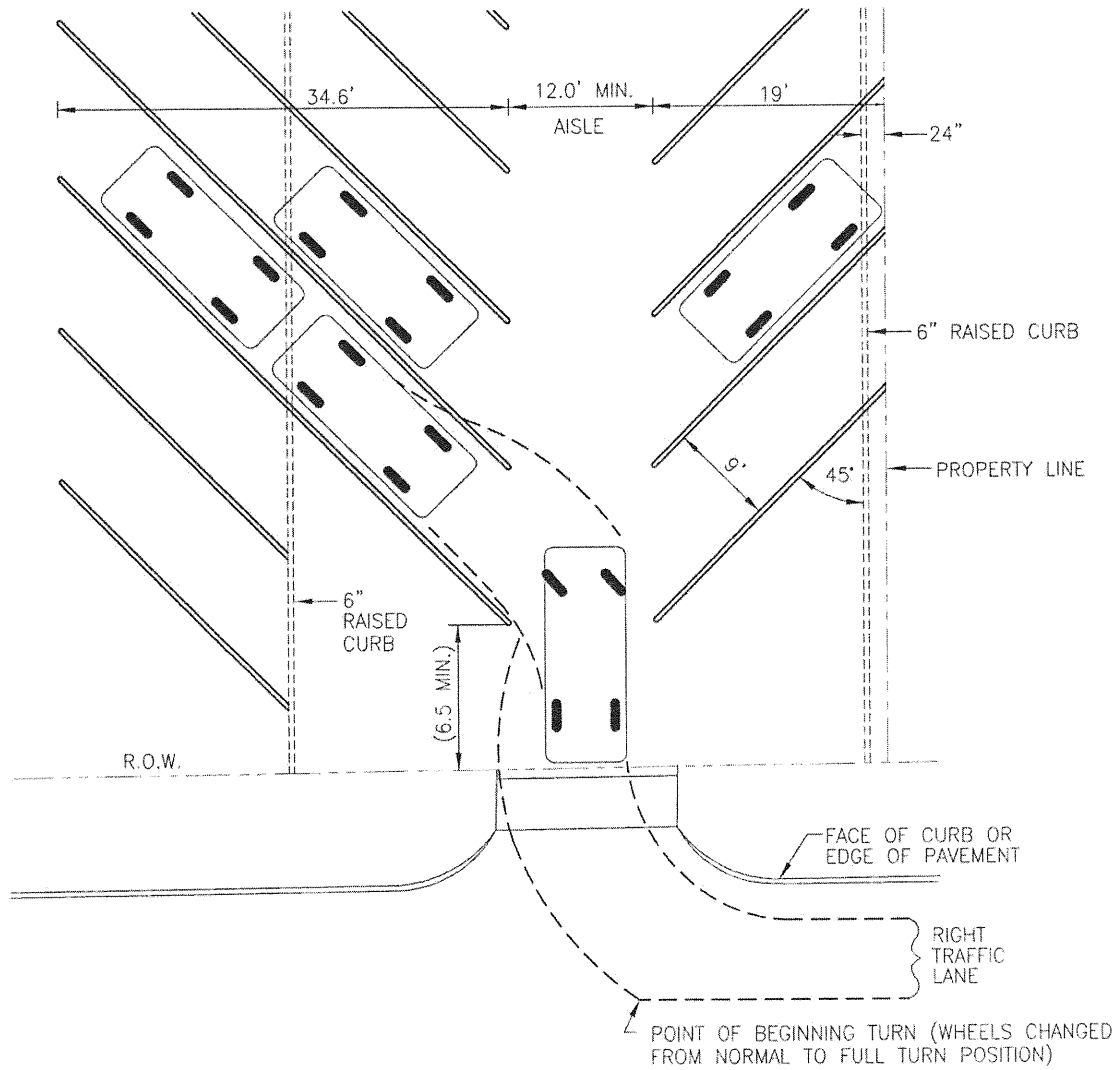 34.6'
12.0' MIN.
AISLE
19'
24"
6" RAISED CURB
9'
45'
PROPERTY LINE
6"
RAISED
CURB
(6.5 MIN.)
R.O.W.
FACE OF CURB OR
EDGE OF PAVEMENT
RIGHT
TRAFFIC
LANE
POINT OF BEGINNING TURN (WHEELS CHANGED
FROM NORMAL TO FULL TURN POSITION)